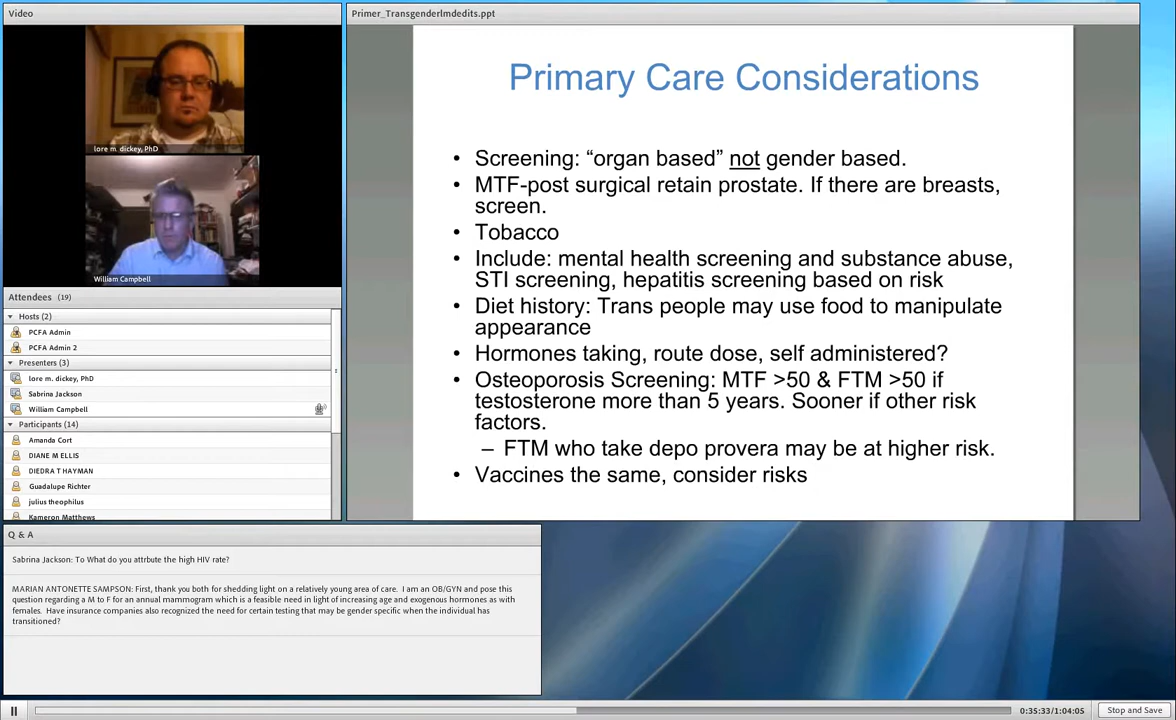 Video
lore m. dickey, PhD
William Campbell
Attendees (19)
Hosts (2)
PCFA Admin
PCFA Admin 2
Presenters (3)
lore m. dickey, PhD
Sabrina Jackson
William Campbell
Participants (14)
Amanda Cort
DIANE M ELLIS
DIEDRA T HAYMAN
Guadalupe Richter
julius theophilus
Kameron Matthews
Primer_Transgenderlmdedits.ppt
Primary Care Considerations
• Screening: “organ based” not gender based.
• MTF-post surgical retain prostate. If there are breasts,
screen.
• Tobacco
• Include: mental health screening and substance abuse,
STI screening, hepatitis screening based on risk
• Diet history: Trans people may use food to manipulate
appearance
• Hormones taking, route dose, self administered?
• Osteoporosis Screening: MTF >50 & FTM >50 if
testosterone more than 5 years. Sooner if other risk
factors.
– FTM who take depo provera may be at higher risk.
• Vaccines the same, consider risks
Q & A
Sabrina Jackson: To What do you attrbute the high HIV rate?
MARIAN ANTONETTE SAMPSON: First, thank you both for shedding light on a relatively young area of care. I am an OB/GYN and pose this
question regarding a M to F for an annual mammogram which is a feasible need in light of increasing age and exogenous hormones as with
females. Have insurance companies also recognized the need for certain testing that may be gender specific when the individual has
transitioned?
0:35:33/1:04:05
Stop and Save